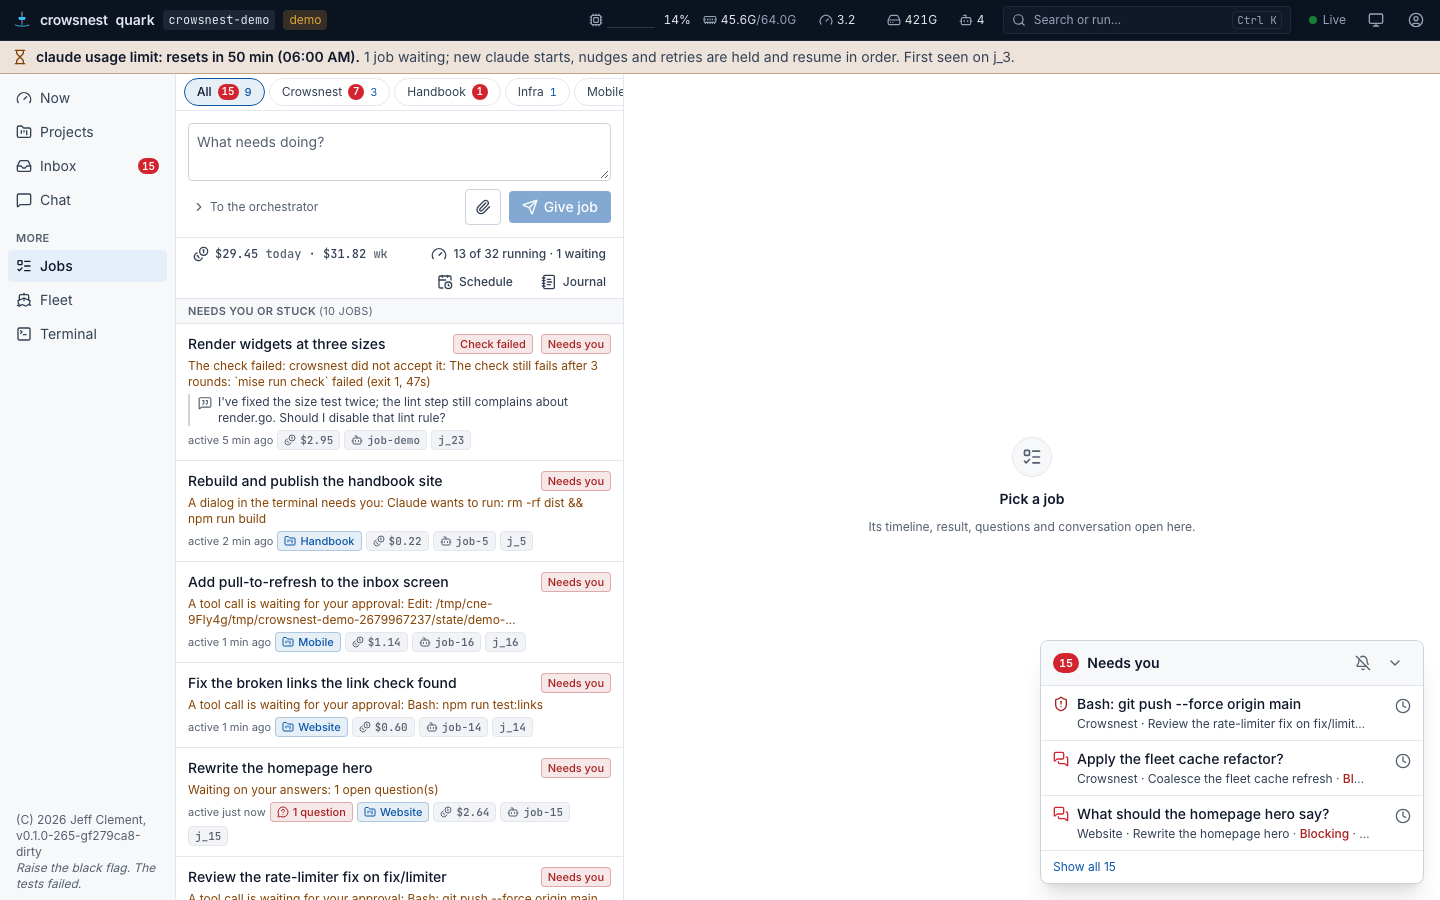 crowsnest quark crowsnest-demo demo
14% 45.6G/64.0G 3.2 421G 4 Search or run... Ctrl K Live
claude usage limit: resets in 50 min (06:00 AM). 1 job waiting; new claude starts, nudges and retries are held and resume in order. First seen on j_3.
Now
Projects
Inbox 15
Chat
MORE
Jobs
Fleet
Terminal
(C) 2026 Jeff Clement,
v0.1.0-265-gf279ca8-
dirty
Raise the black flag. The
tests failed.
All 15 9 Crowsnest 7 3 Handbook 1 Infra 1 Mobile
What needs doing?
To the orchestrator Give job
$29.45 today · $31.82 wk 13 of 32 running · 1 waiting
Schedule Journal
NEEDS YOU OR STUCK (10 JOBS)
Render widgets at three sizes Check failed Needs you
The check failed: crowsnest did not accept it: The check still fails after 3
rounds: `mise run check` failed (exit 1, 47s)
I've fixed the size test twice; the lint step still complains about
render.go. Should I disable that lint rule?
active 5 min ago $2.95 job-demo j_23
Rebuild and publish the handbook site Needs you
A dialog in the terminal needs you: Claude wants to run: rm -rf dist &&
npm run build
active 2 min ago Handbook $0.22 job-5 j_5
Add pull-to-refresh to the inbox screen Needs you
A tool call is waiting for your approval: Edit: /tmp/cne-
9Fly4g/tmp/crowsnest-demo-2679967237/state/demo-...
active 1 min ago Mobile $1.14 job-16 j_16
Fix the broken links the link check found Needs you
A tool call is waiting for your approval: Bash: npm run test:links
active 1 min ago Website $0.60 job-14 j_14
Rewrite the homepage hero Needs you
Waiting on your answers: 1 open question(s)
active just now 1 question Website $2.64 job-15
j_15
Review the rate-limiter fix on fix/limiter Needs you
A tool call is waiting for your approval: Bash: git push --force origin main
Pick a job
Its timeline, result, questions and conversation open here.
15 Needs you
Bash: git push --force origin main
Crowsnest · Review the rate-limiter fix on fix/limit...
Apply the fleet cache refactor?
Crowsnest · Coalesce the fleet cache refresh · Bl...
What should the homepage hero say?
Website · Rewrite the homepage hero · Blocking · ...
Show all 15